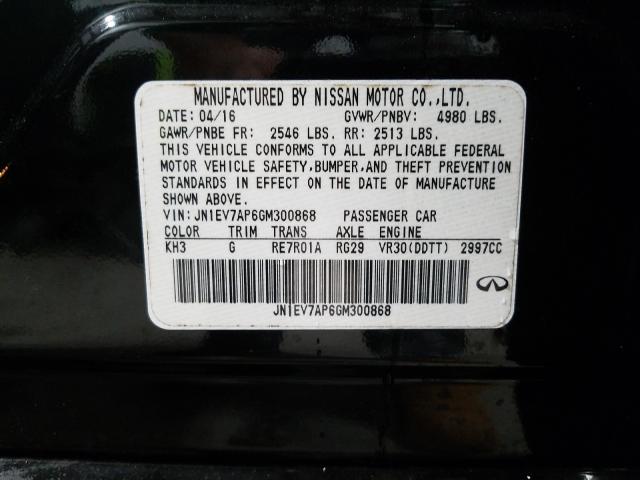 MANUFACTURED BY NISSAN MOTOR CO.,LTD.
DATE: 04/16 GVWR/PNBV: 4980 LBS.
GAWR/PNBE FR: 2546 LBS. RR: 2513 LBS.
THIS VEHICLE CONFORMS TO ALL APPLICABLE FEDERAL
MOTOR VEHICLE SAFETY,BUMPER,AND THEFT PREVENTION
STANDARDS IN EFFECT ON THE DATE OF MANUFACTURE
SHOWN ABOVE.
VIN: JN1EV7AP6GM300868 PASSENGER CAR
COLOR TRIM TRANS AXLE ENGINE
KH3 G RE7R01A RG29 VR30(DDTT) 2997CC
JN1EV7AP6GM300868